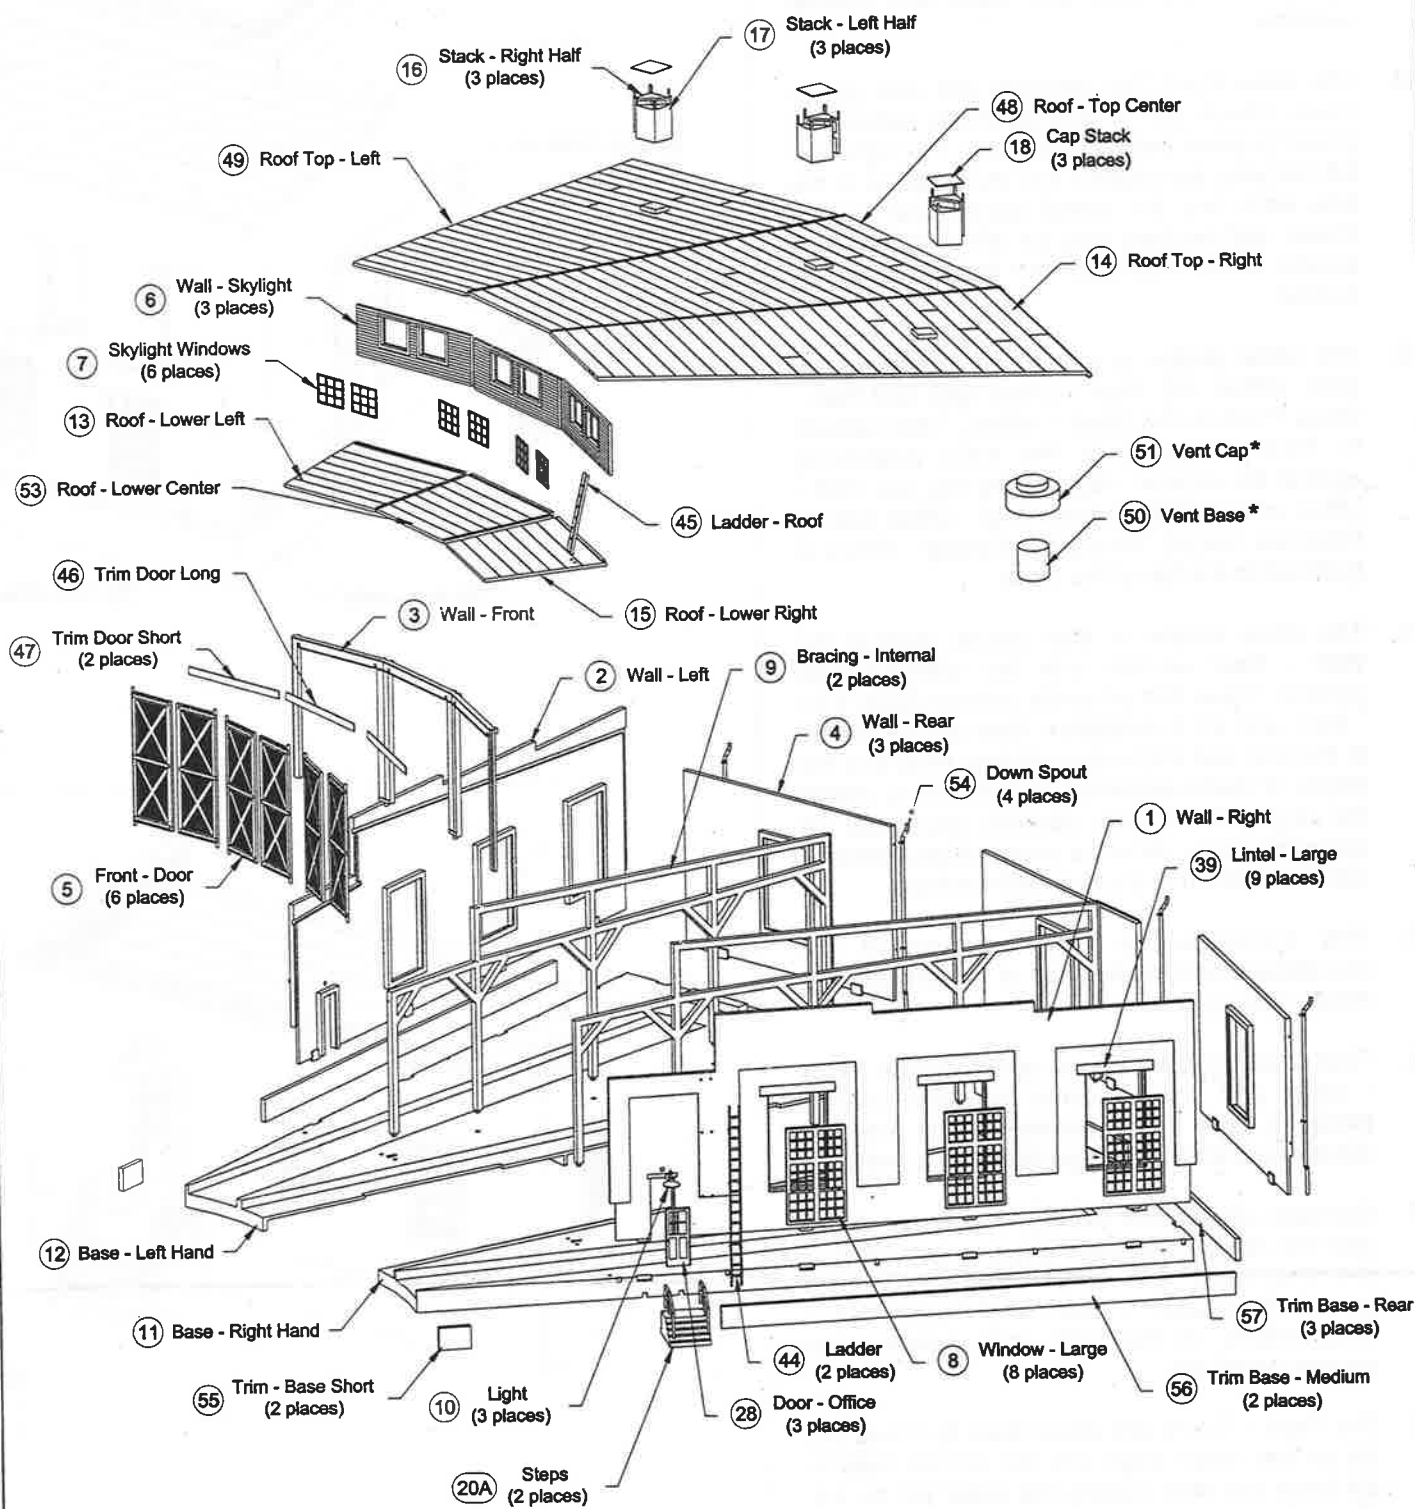 17 Stack - Left Half
(3 places)
16 Stack - Right Half
(3 places)
48 Roof - Top Center
18 Cap Stack
(3 places)
49 Roof Top - Left
14 Roof Top - Right
6 Wall - Skylight
(3 places)
7 Skylight Windows
(6 places)
13 Roof - Lower Left
53 Roof - Lower Center
51 Vent Cap*
45 Ladder - Roof
50 Vent Base*
46 Trim Door Long
3 Wall - Front
15 Roof - Lower Right
47 Trim Door Short
(2 places)
2 Wall - Left
9 Bracing - Internal
(2 places)
4 Wall - Rear
(3 places)
54 Down Spout
(4 places)
1 Wall - Right
39 Lintel - Large
(9 places)
5 Front - Door
(6 places)
12 Base - Left Hand
11 Base - Right Hand
55 Trim - Base Short
(2 places)
10 Light
(3 places)
20A Steps
(2 places)
28 Door - Office
(3 places)
44 Ladder
(2 places)
8 Window - Large
(8 places)
57 Trim Base - Rear
(3 places)
56 Trim Base - Medium
(2 places)